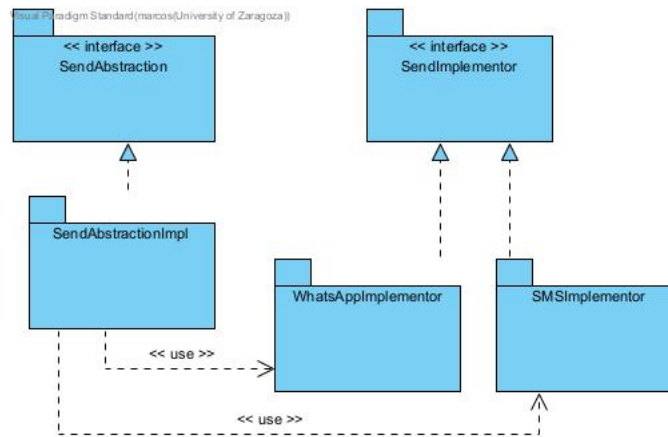 Visual Paradigm Standard(marcos(University of Zaragoza))
<< interface >>
SendAbstraction
<< interface >>
SendImplementor
SendAbstractionImpl
WhatsAppImplementor
SMSImplementor
<< use >>
<< use >>